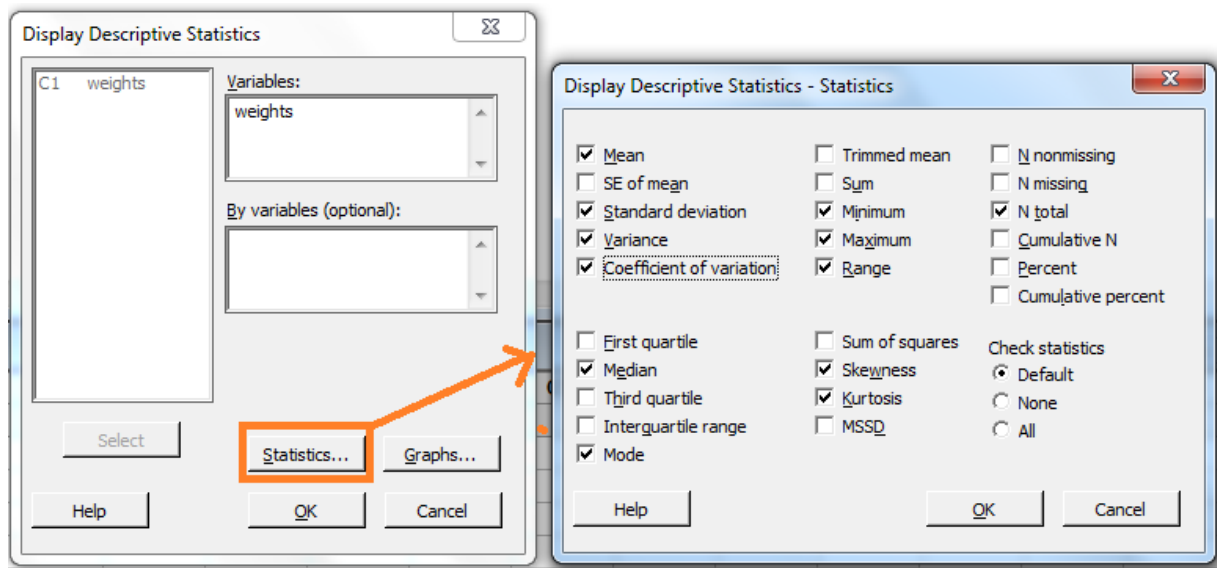 Display Descriptive Statistics
C1 weights
Variables:
weights
By variables (optional):
Select
Statistics...
Graphs...
Help
OK
Cancel
Display Descriptive Statistics - Statistics
Mean
Trimmed mean
N nonmissing
SE of mean
Sum
N missing
Standard deviation
Minimum
N total
Variance
Maximum
Cumulative N
Coefficient of variation
Range
Percent
Cumulative percent
First quartile
Sum of squares
Check statistics
Median
Skewness
Default
Third quartile
Kurtosis
None
Interquartile range
MSSD
All
Mode
Help
OK
Cancel